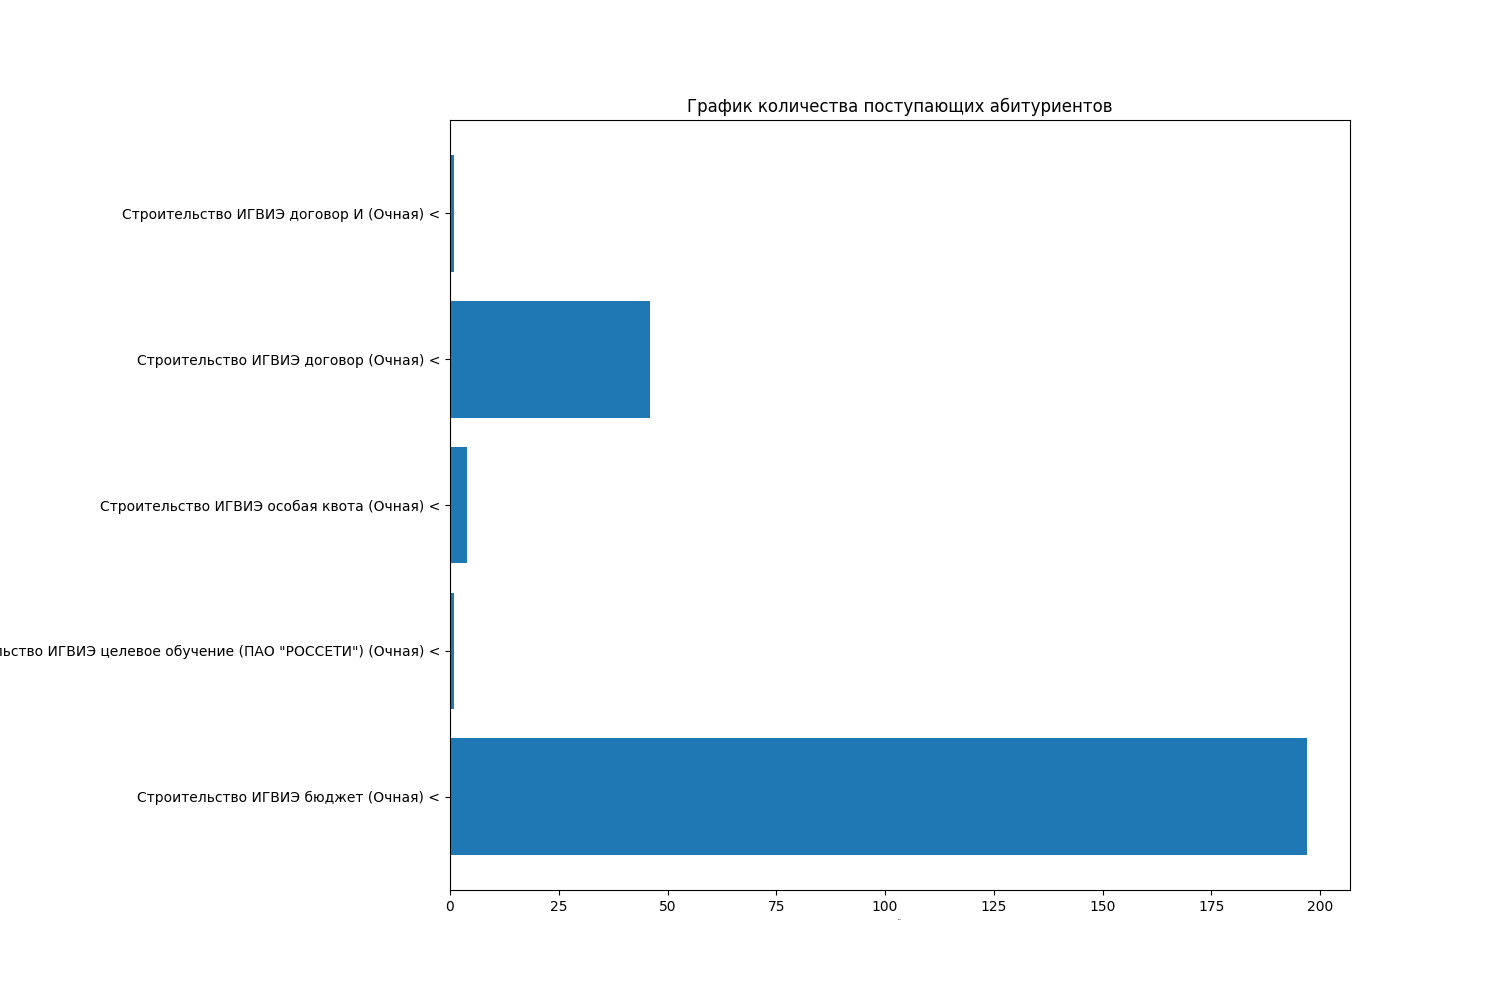 График количества поступающих абитуриентов
Строительство ИГВИЭ договор И (Очная) <
Строительство ИГВИЭ договор (Очная) <
Строительство ИГВИЭ особая квота (Очная) <
ИГВИЭ целевое обучение (ПАО "РОССЕТИ") (Очная) <
Строительство ИГВИЭ бюджет (Очная) <
0 25 50 75 100 125 150 175 200